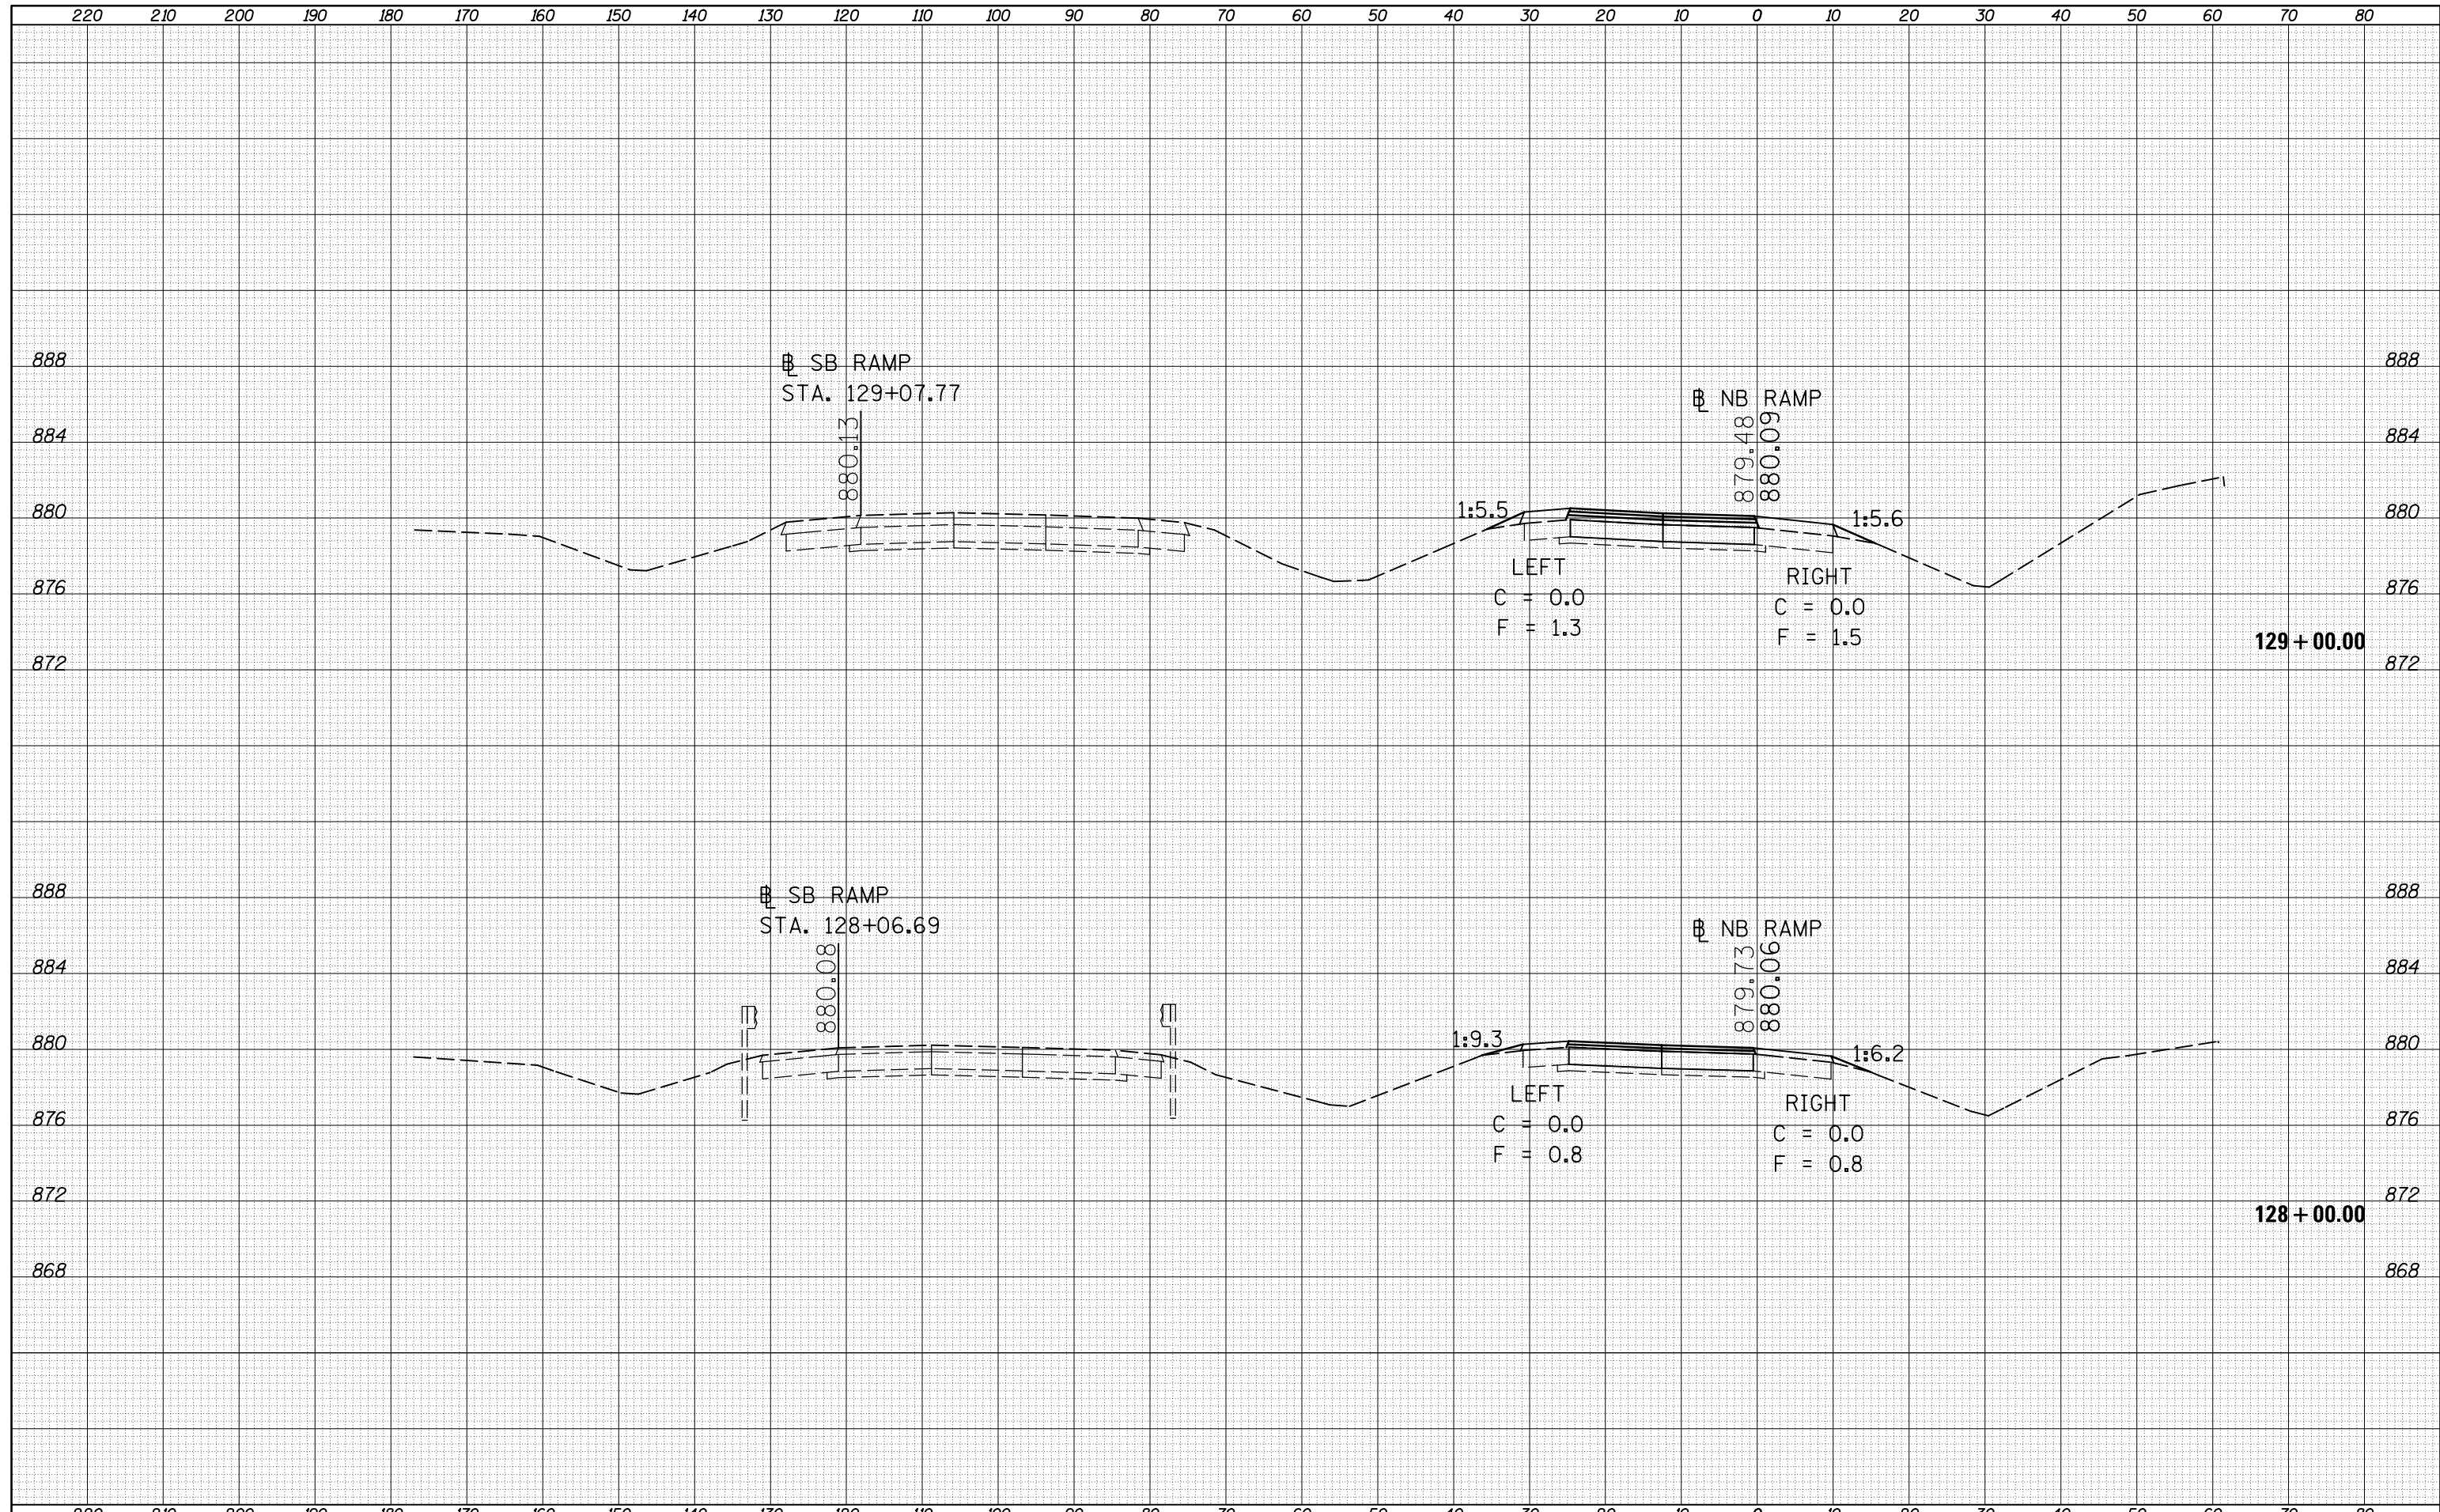 220 210 200 190 180 170 160 150 140 130 120 110 100 90 80 70 60 50 40 30 20 10 0 10 20 30 40 50 60 70 80
888 ⅊ SB RAMP 888
STA. 129+07.77
880.13
℄ NB RAMP
879.48
880.09
884 884
880 1:5.5 1:5.6 880
LEFT
C = 0.0
F = 1.3
RIGHT
C = 0.0
F = 1.5
876 876
129+00.00
872 872
888 BL SB RAMP 888
STA. 128+06.69
880.08
BL NB RAMP
879.73
880.06
884 884
880 1:9.3 1:6.2 880
LEFT
C = 0.0
F = 0.8
RIGHT
C = 0.0
F = 0.8
876 876
872 872
128+00.00
868 868